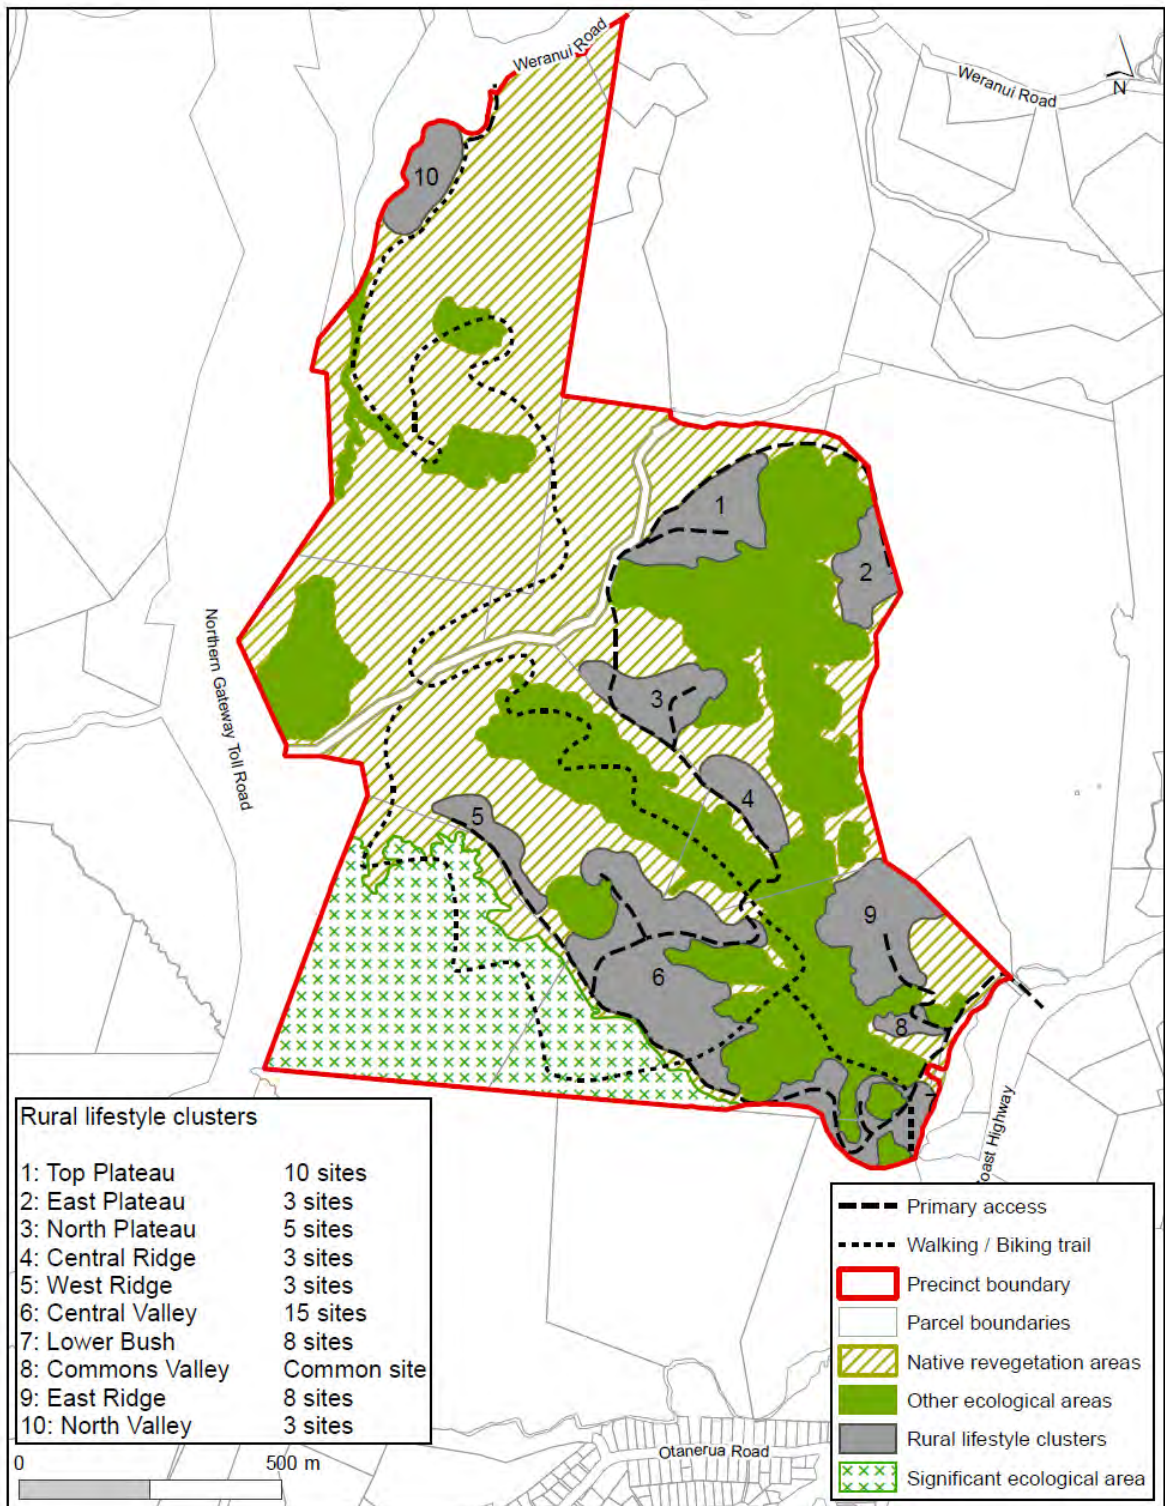 Weranui Road
Weranui Road
N
10
1
2
3
4
5
6
7
8
9
Northern Gateway Toll Road
oast Highway
Rural lifestyle clusters
1: Top Plateau 10 sites
2: East Plateau 3 sites
3: North Plateau 5 sites
4: Central Ridge 3 sites
5: West Ridge 3 sites
6: Central Valley 15 sites
7: Lower Bush 8 sites
8: Commons Valley Common site
9: East Ridge 8 sites
10: North Valley 3 sites
0 500 m
Otanerua Road
Primary access
Walking / Biking trail
Precinct boundary
Parcel boundaries
Native revegetation areas
Other ecological areas
Rural lifestyle clusters
Significant ecological area